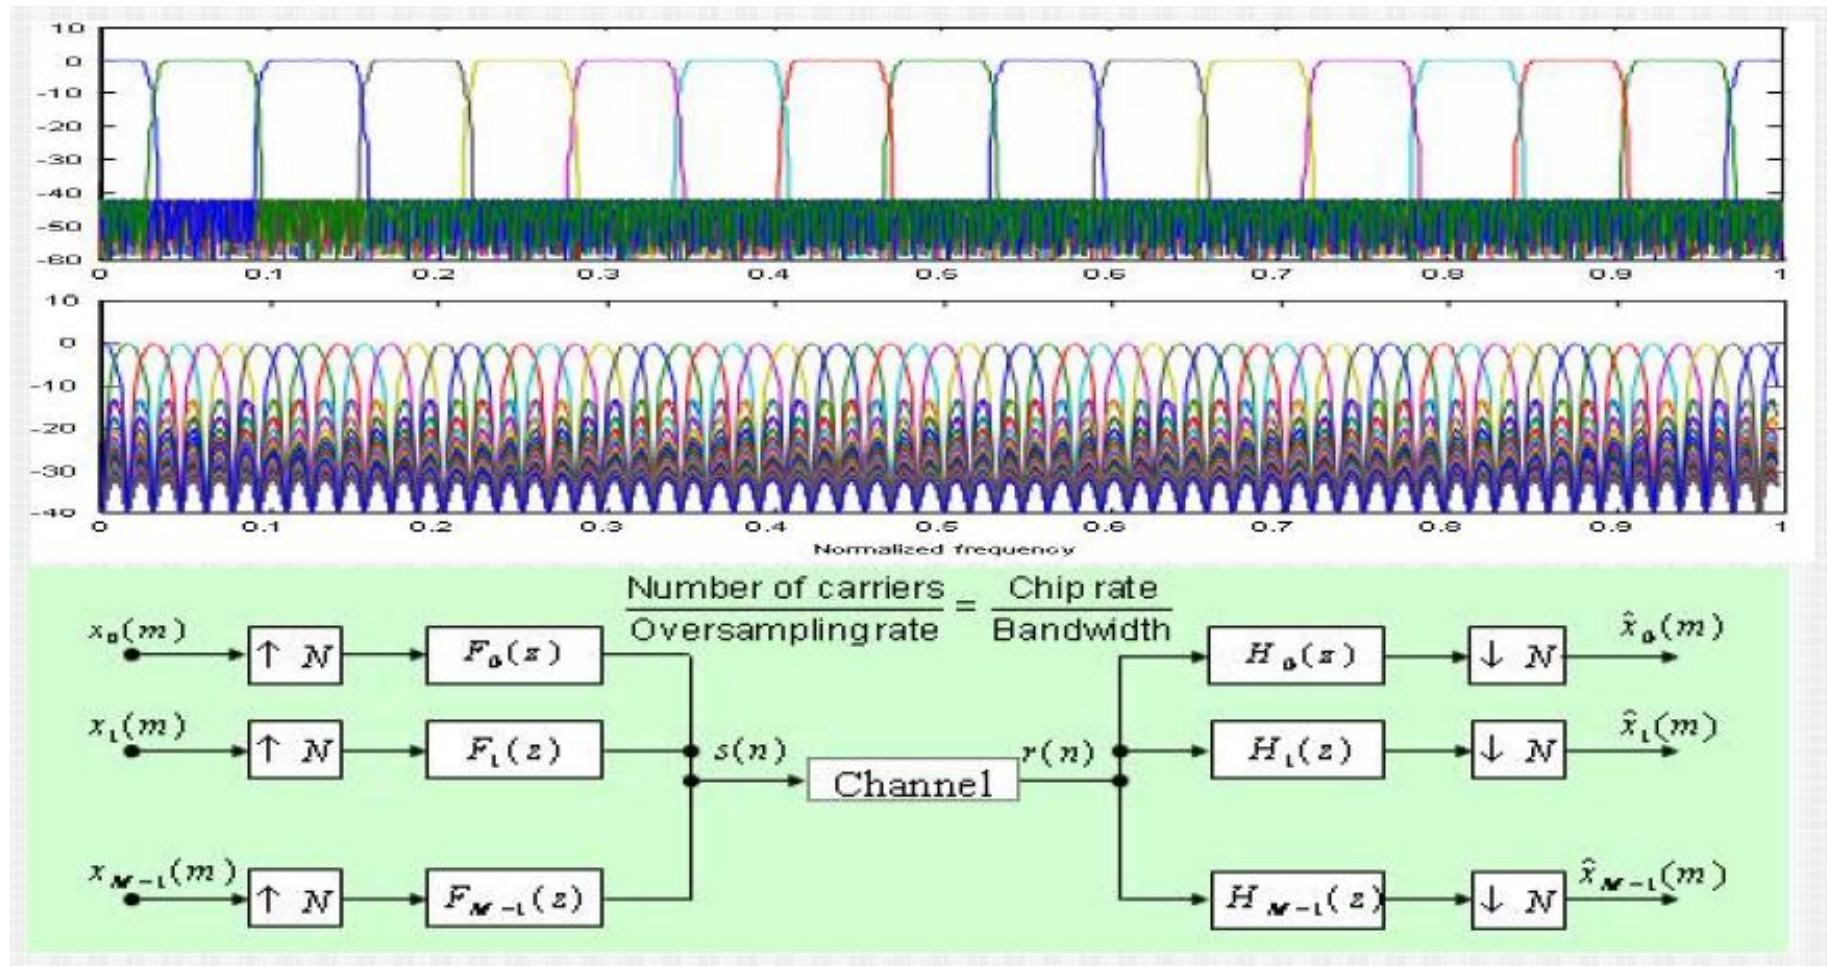 10
0
-10
-20
-30
-40
-50
-60
0 0.1 0.2 0.3 0.4 0.5 0.6 0.7 0.8 0.9 1
10
0
-10
-20
-30
-40
0 0.1 0.2 0.3 0.4 0.5 0.6 0.7 0.8 0.9 1
Normalized frequency
Number of carriers / Oversampling rate = Chip rate / Bandwidth
x₀(m) ↑ N F₀(z) H₀(z) ↓ N x̂₀(m)
x₁(m) ↑ N F₁(z) s(n) Channel r(n) H₁(z) ↓ N x̂₁(m)
x_{M-1}(m) ↑ N F_{M-1}(z) H_{M-1}(z) ↓ N x̂_{M-1}(m)